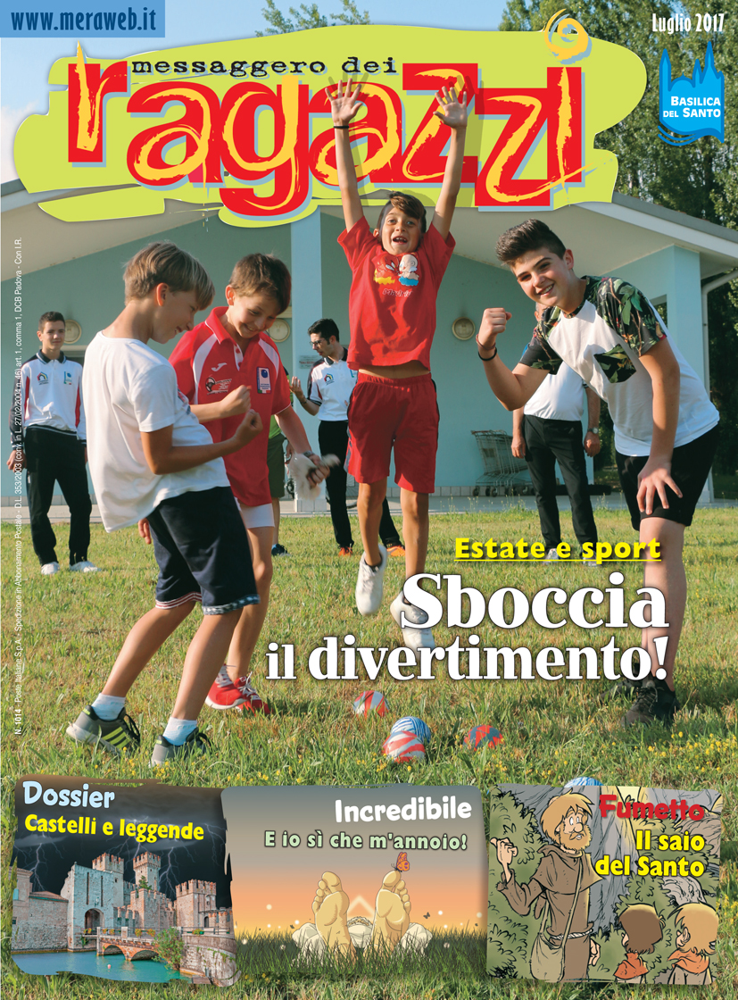 www.meraweb.it
Luglio 2017
messaggero dei
ragazzi
BASILICA
DEL SANTO
N. 1014 - Poste Italiane S.p.A. - Spedizione in Abbonamento Postale - D.L. 353/2003 (conv. in L. 27/02/2004 n. 46) art. 1, comma 1, DCB Padova - Con I.R.
Estate e sport
Sboccia
il divertimento!
Dossier
Castelli e leggende
Incredibile
E io sì che m'annoio!
Fumetto
Il saio
del Santo